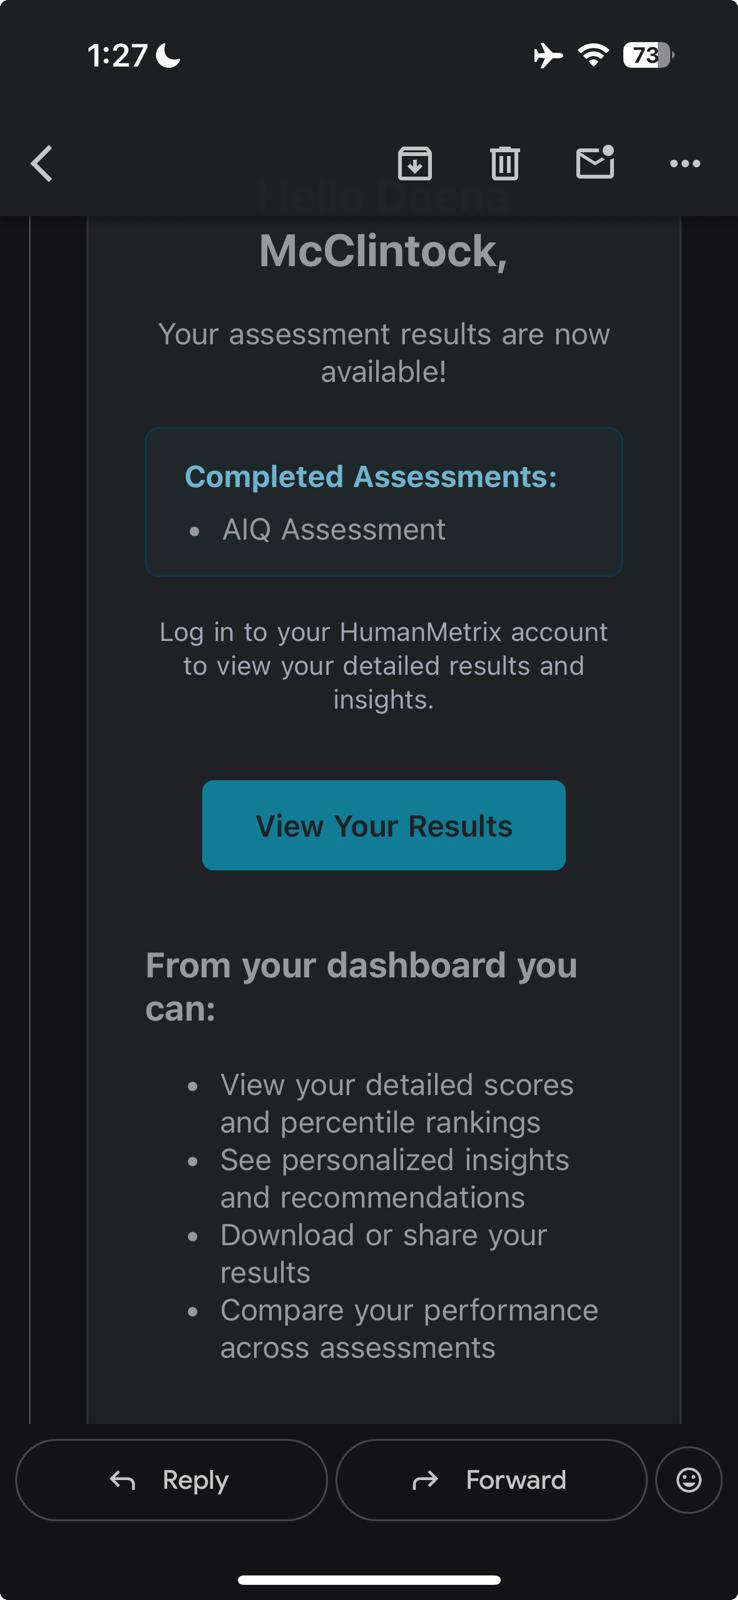 1:27
73
Hello Daena
McClintock,
Your assessment results are now
available!
Completed Assessments:
• AIQ Assessment
Log in to your HumanMetrix account
to view your detailed results and
insights.
View Your Results
From your dashboard you
can:
• View your detailed scores
and percentile rankings
• See personalized insights
and recommendations
• Download or share your
results
• Compare your performance
across assessments
Reply
Forward